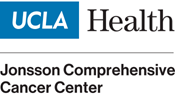 UCLA Health
Jonsson Comprehensive
Cancer Center